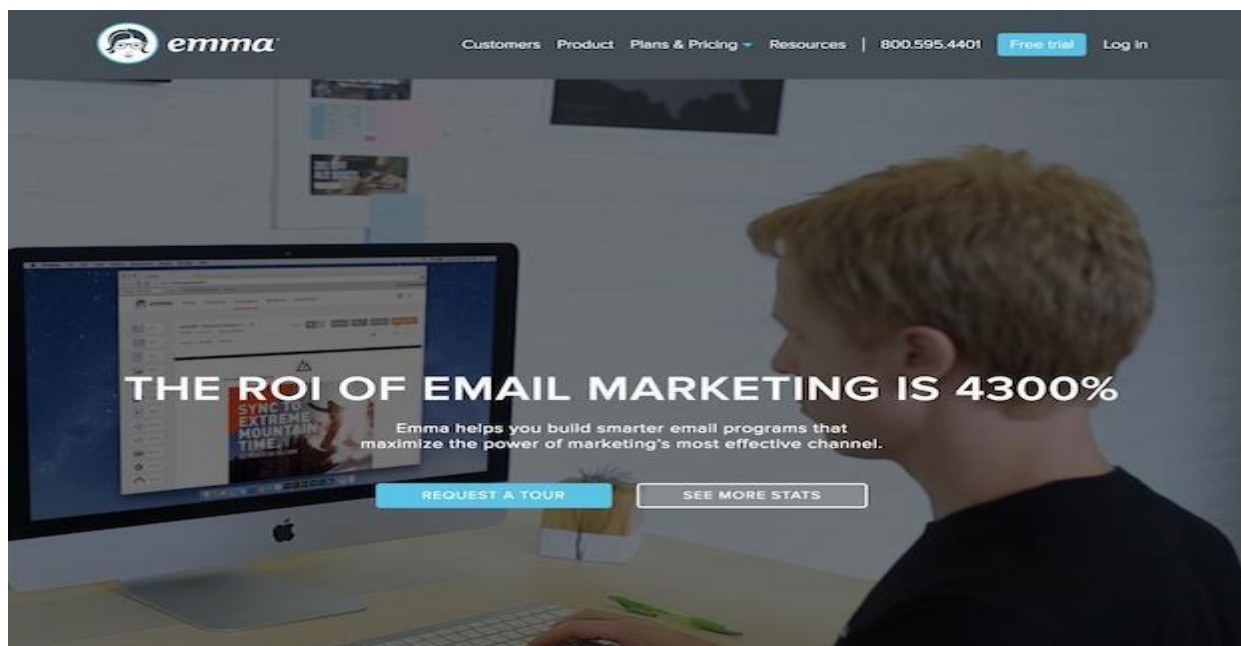 emma
Customers Product Plans & Pricing Resources | 800.595.4401 Free trial Log In
THE ROI OF EMAIL MARKETING IS 4300%
Emma helps you build smarter email programs that
maximize the power of marketing's most effective channel.
REQUEST A TOUR SEE MORE STATS
emma
SYNC TO
EXTREME
MOUNTAIN
TIME.